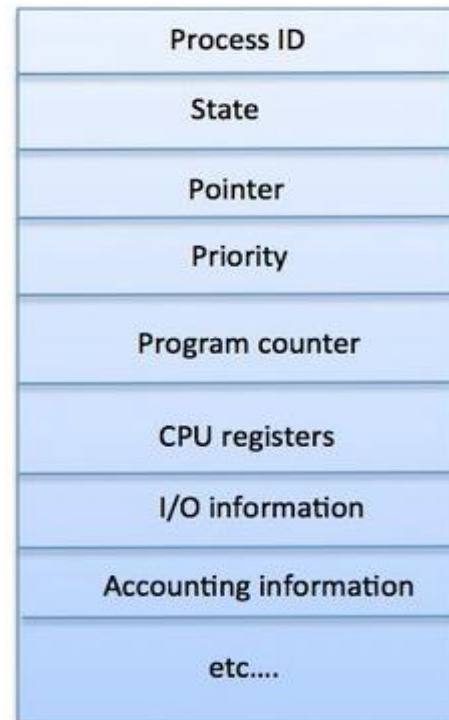 Process ID
State
Pointer
Priority
Program counter
CPU registers
I/O information
Accounting information
etc....